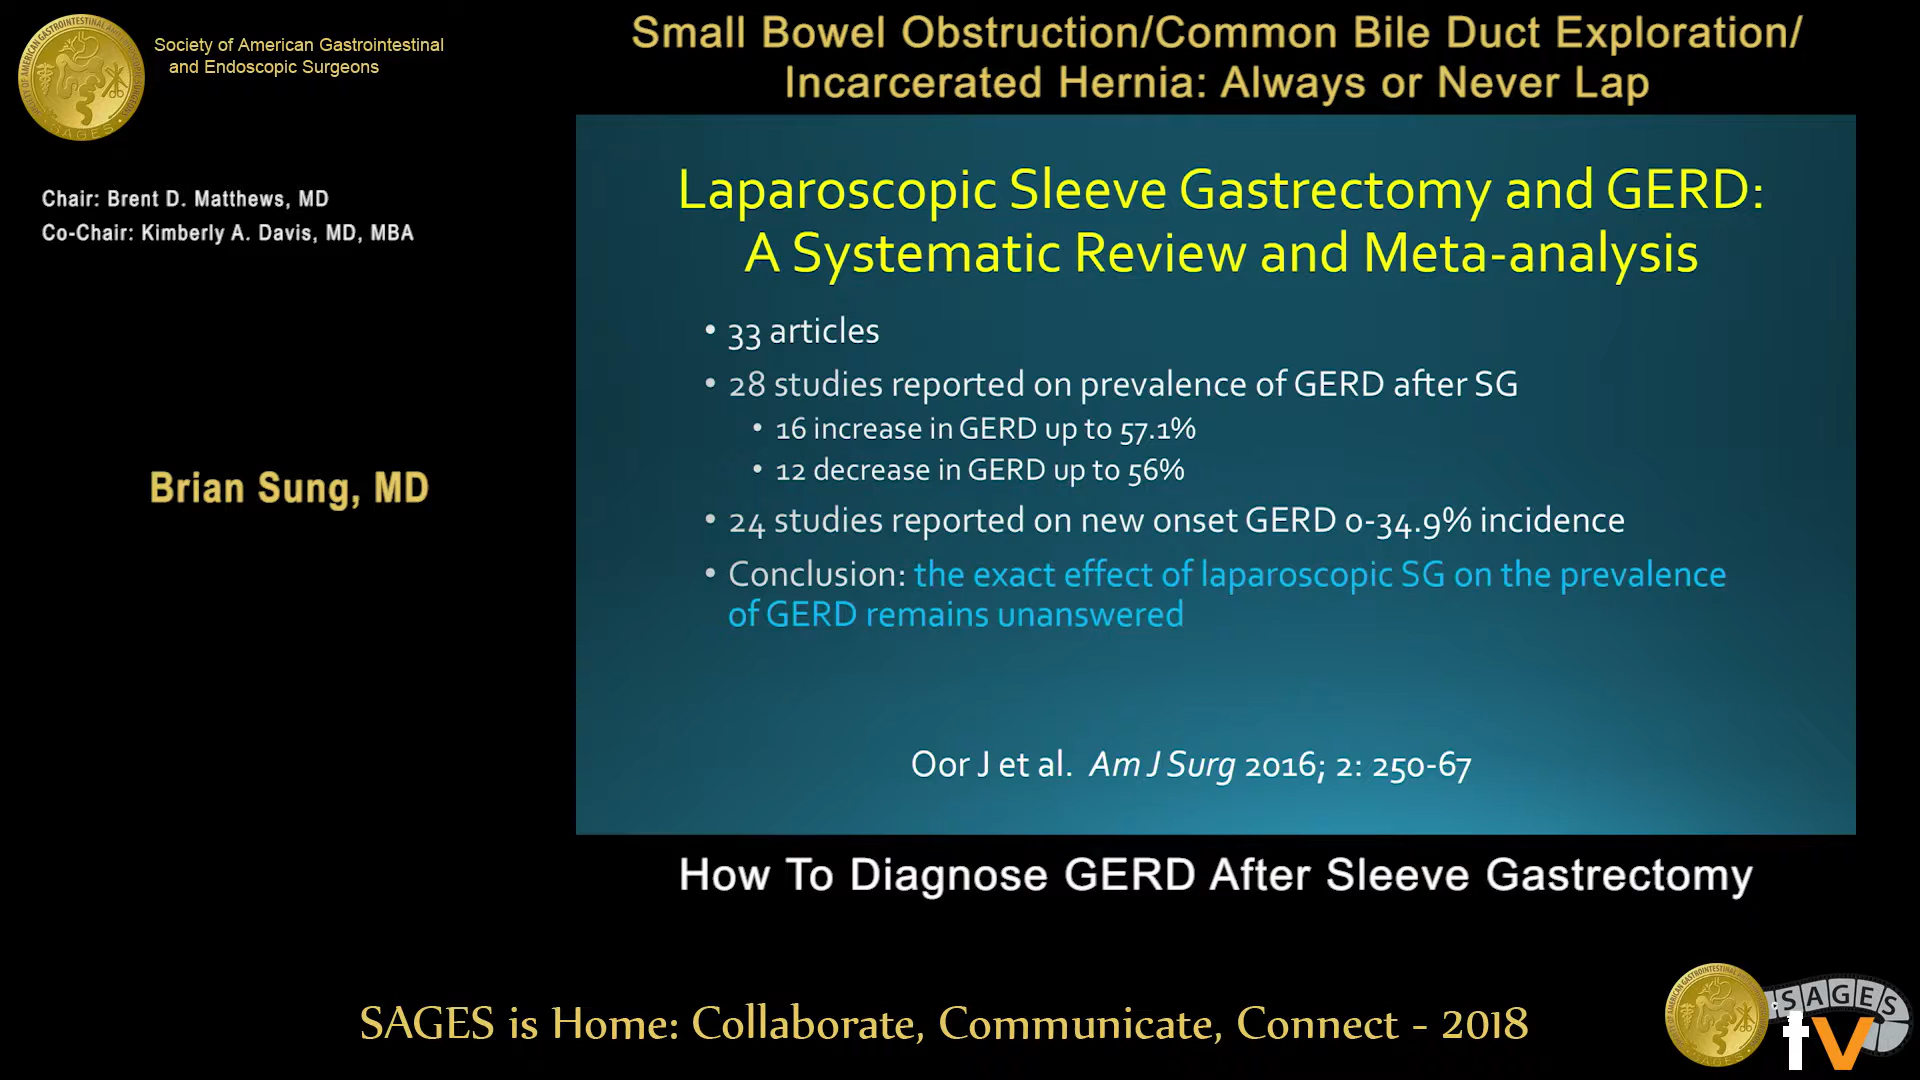 Society of American Gastrointestinal
and Endoscopic Surgeons
Small Bowel Obstruction/Common Bile Duct Exploration/
Incarcerated Hernia: Always or Never Lap
Chair: Brent D. Matthews, MD
Co-Chair: Kimberly A. Davis, MD, MBA
Brian Sung, MD
Laparoscopic Sleeve Gastrectomy and GERD:
A Systematic Review and Meta-analysis
• 33 articles
• 28 studies reported on prevalence of GERD after SG
• 16 increase in GERD up to 57.1%
• 12 decrease in GERD up to 56%
• 24 studies reported on new onset GERD 0-34.9% incidence
• Conclusion: the exact effect of laparoscopic SG on the prevalence
of GERD remains unanswered
Oor J et al. Am J Surg 2016; 2: 250-67
How To Diagnose GERD After Sleeve Gastrectomy
SAGES is Home: Collaborate, Communicate, Connect - 2018
SAGES
tv